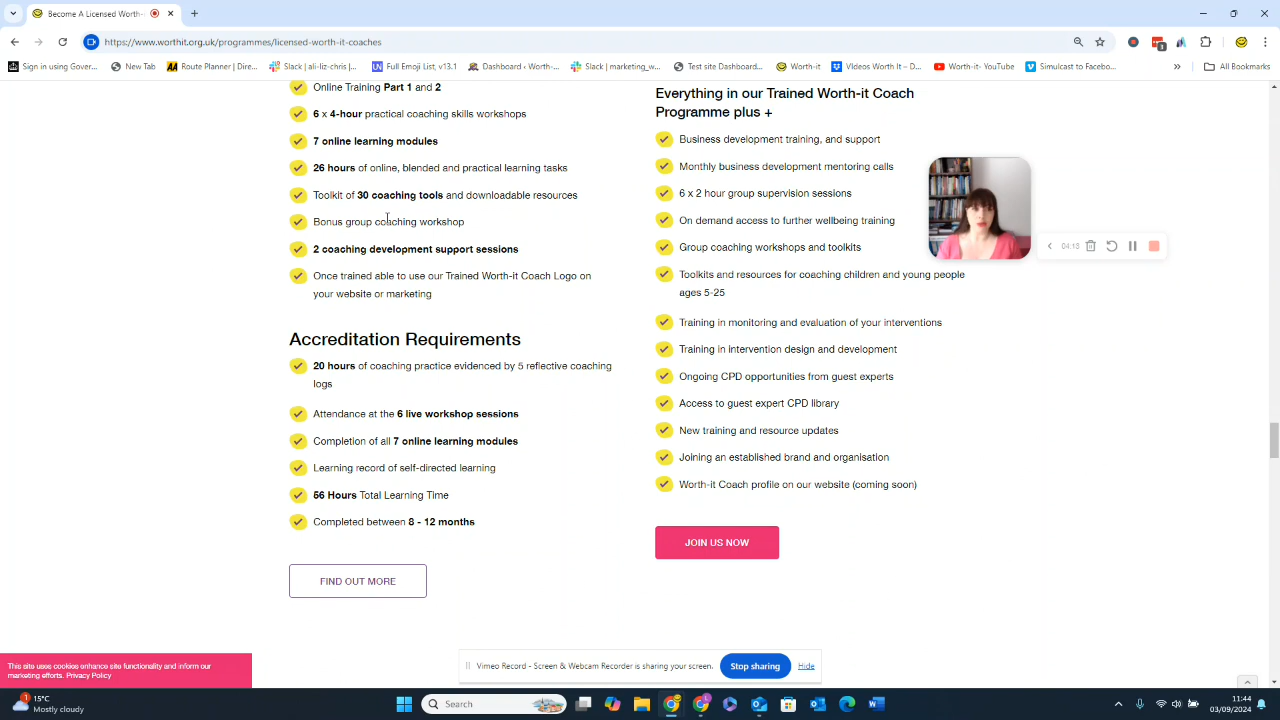 Become A Licensed Worth-
https://www.worthit.org.uk/programmes/licensed-worth-it-coaches
1
Sign in using Gover...
New Tab
Route Planner | Dire...
Slack | ali-liz-chris.j...
Full Emoji List, v13.1
Dashboard ‹ Worth-...
Slack | marketing_w...
Test site dashboard...
Worth-it
Videos Worth It – D...
Worth-it - YouTube
Simulcast to Facebo...
All Bookmarks
Online Training Part 1 and 2
6 x 4-hour practical coaching skills workshops
7 online learning modules
26 hours of online, blended and practical learning tasks
Toolkit of 30 coaching tools and downloadable resources
Bonus group coaching workshop
2 coaching development support sessions
Once trained able to use our Trained Worth-it Coach Logo on
your website or marketing
Accreditation Requirements
20 hours of coaching practice evidenced by 5 reflective coaching
logs
Attendance at the 6 live workshop sessions
Completion of all 7 online learning modules
Learning record of self-directed learning
56 Hours Total Learning Time
Completed between 8 - 12 months
FIND OUT MORE
Everything in our Trained Worth-it Coach
Programme plus +
Business development training, and support
Monthly business development mentoring calls
6 x 2 hour group supervision sessions
On demand access to further wellbeing training
Group coaching workshops and toolkits
Toolkits and resources for coaching children and young people
ages 5-25
Training in monitoring and evaluation of your interventions
Training in intervention design and development
Ongoing CPD opportunities from guest experts
Access to guest expert CPD library
New training and resource updates
Joining an established brand and organisation
Worth-it Coach profile on our website (coming soon)
JOIN US NOW
This site uses cookies enhance site functionality and inform our
marketing efforts. Privacy Policy
Vimeo Record - Screen & Webcam Recorder is sharing your screen.
Stop sharing
Hide
1
15°C
Mostly cloudy
Search
11:44
03/09/2024